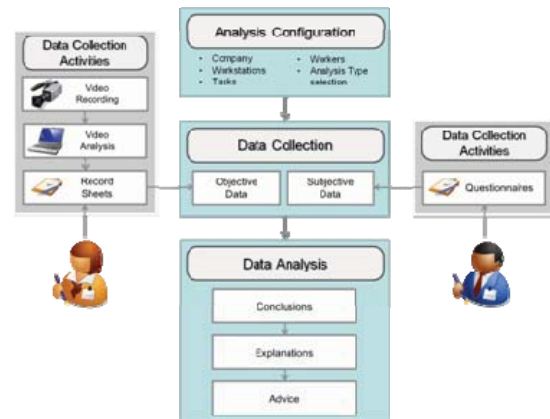 Data Collection
Activities
Video
Recording
Video
Analysis
Record
Sheets
Analysis Configuration
• Company
• Workstations
• Tasks
• Workers
• Analysis Type
selection
Data Collection
Objective
Data
Subjective
Data
Data Collection
Activities
Questionnaires
Data Analysis
Conclusions
Explanations
Advice